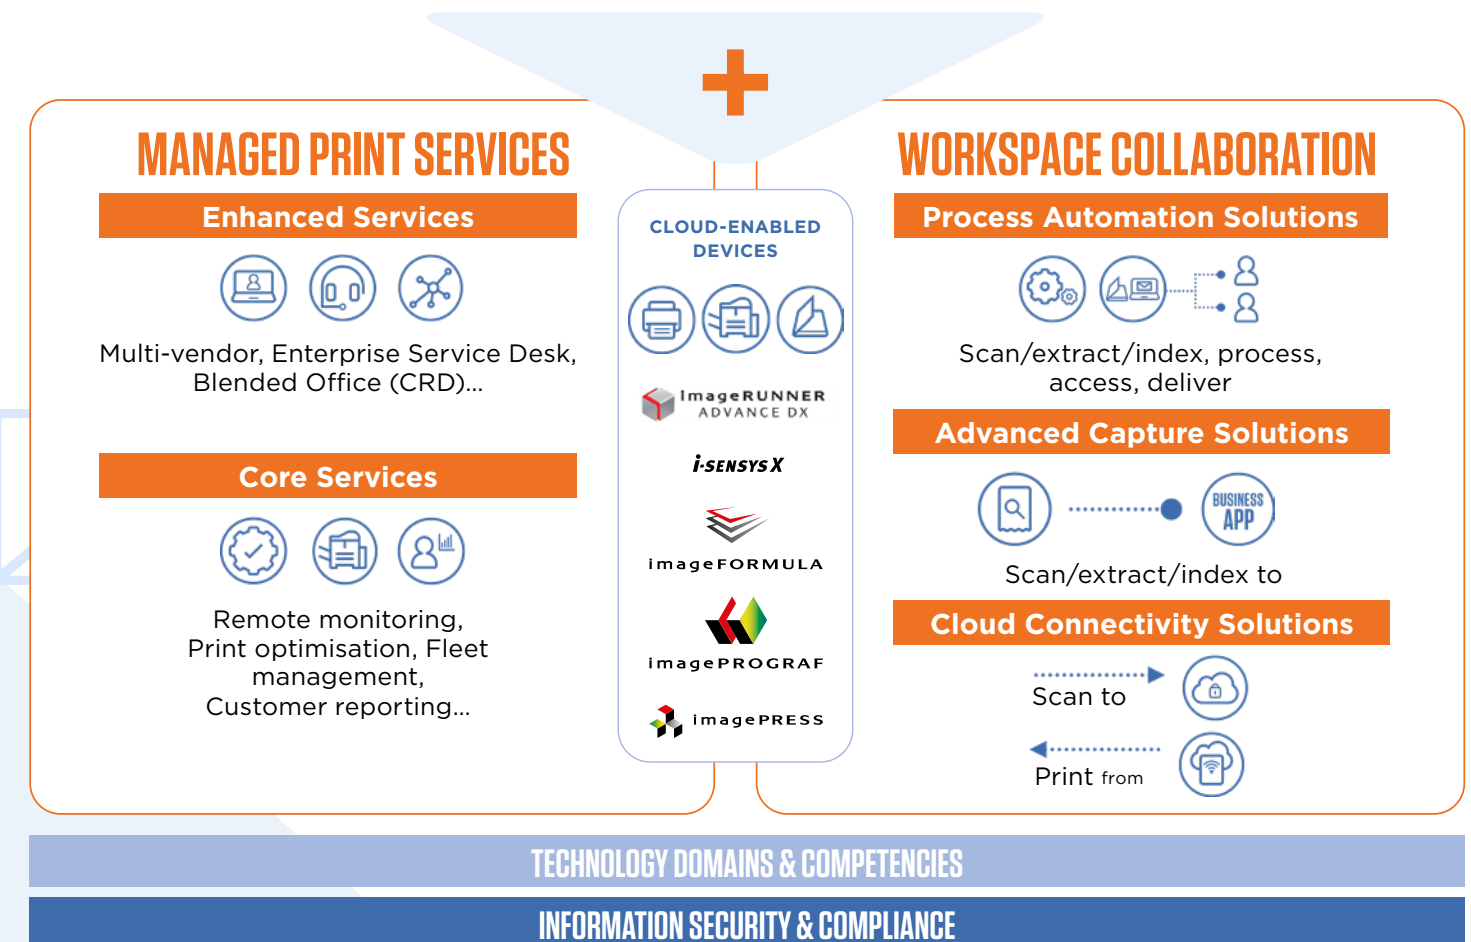 MANAGED PRINT SERVICES
Enhanced Services
Multi-vendor, Enterprise Service Desk,
Blended Office (CRD)...
Core Services
Remote monitoring,
Print optimisation, Fleet
management,
Customer reporting...
CLOUD-ENABLED
DEVICES
imageRUNNER
ADVANCE DX
i-SENSYS X
imageFORMULA
imagePROGRAF
imagePRESS
WORKSPACE COLLABORATION
Process Automation Solutions
Scan/extract/index, process,
access, deliver
Advanced Capture Solutions
BUSINESS
APP
Scan/extract/index to
Cloud Connectivity Solutions
Scan to
Print from
TECHNOLOGY DOMAINS & COMPETENCIES
INFORMATION SECURITY & COMPLIANCE